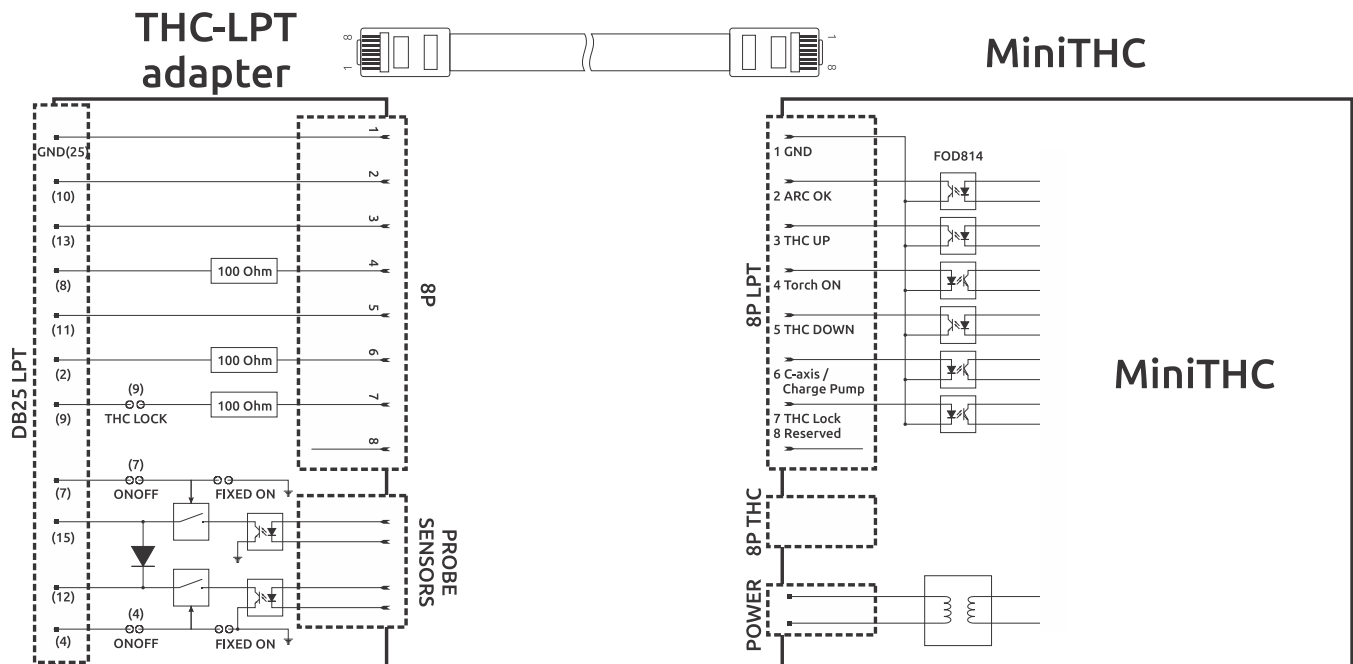 THC-LPT
adapter
8
1
1
8
MiniTHC
DB25 LPT
GND(25)
(10)
(13)
(8)
(11)
(2)
(9)
(7)
(15)
(12)
(4)
100 Ohm
100 Ohm
(9)
THC LOCK
100 Ohm
(7)
ONOFF
FIXED ON
(4)
ONOFF
FIXED ON
1
2
3
4
5
6
7
8
8P
PROBE
SENSORS
8P LPT
1 GND
2 ARC OK
3 THC UP
4 Torch ON
5 THC DOWN
6 C-axis /
Charge Pump
7 THC Lock
8 Reserved
FOD814
MiniTHC
8P THC
POWER